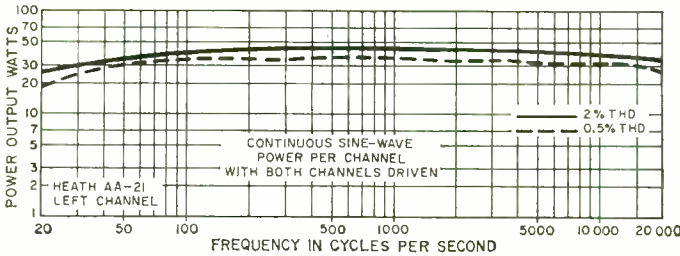 100
70
50
30
20
10
7
5
3
2
1
POWER OUTPUT WATTS
2% THD
0.5% THD
CONTINUOUS SINE-WAVE
POWER PER CHANNEL
WITH BOTH CHANNELS DRIVEN
HEATH AA-21
LEFT CHANNEL
20 50 100 500 1000 5000 10 000 20 000
FREQUENCY IN CYCLES PER SECOND